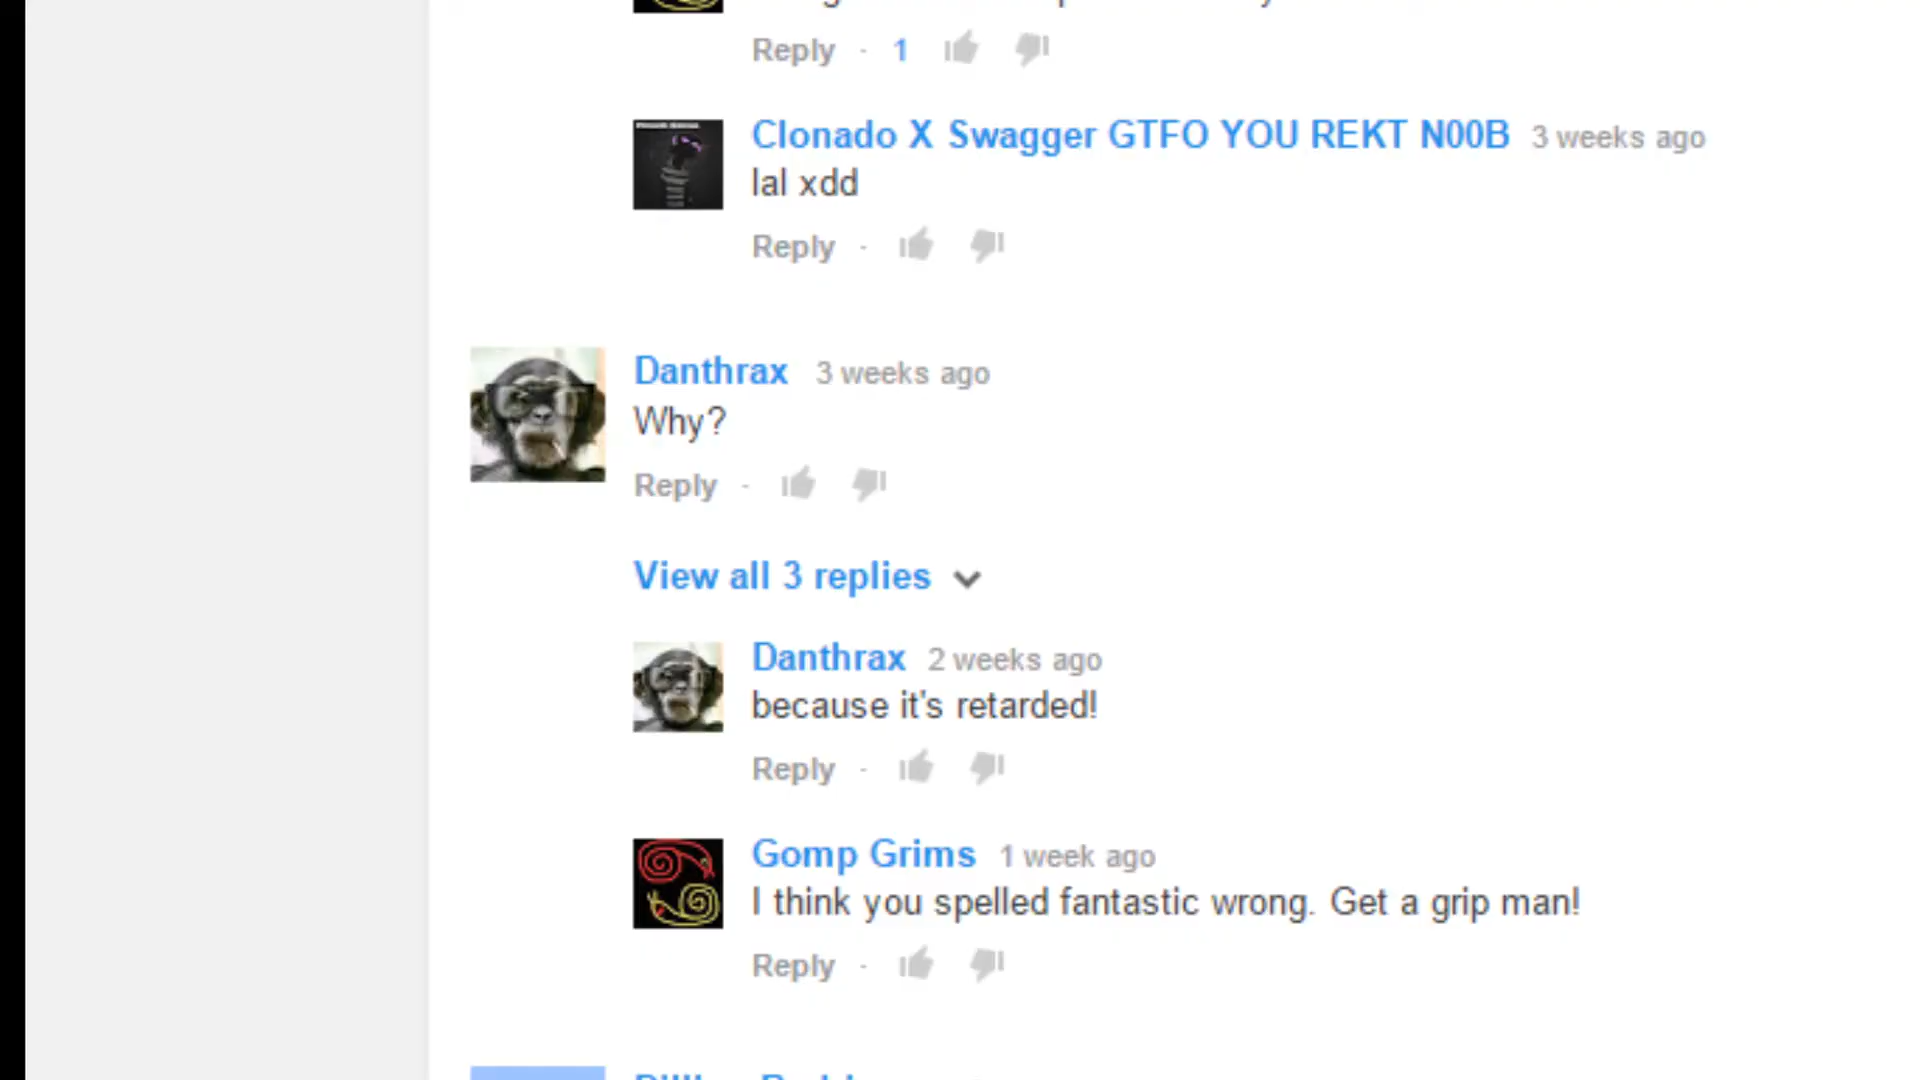 Reply · 1
Clonado X Swagger GTFO YOU REKT N00B 3 weeks ago
lal xdd
Reply ·
Danthrax 3 weeks ago
Why?
Reply ·
View all 3 replies
Danthrax 2 weeks ago
because it's retarded!
Reply ·
Gomp Grims 1 week ago
I think you spelled fantastic wrong. Get a grip man!
Reply ·